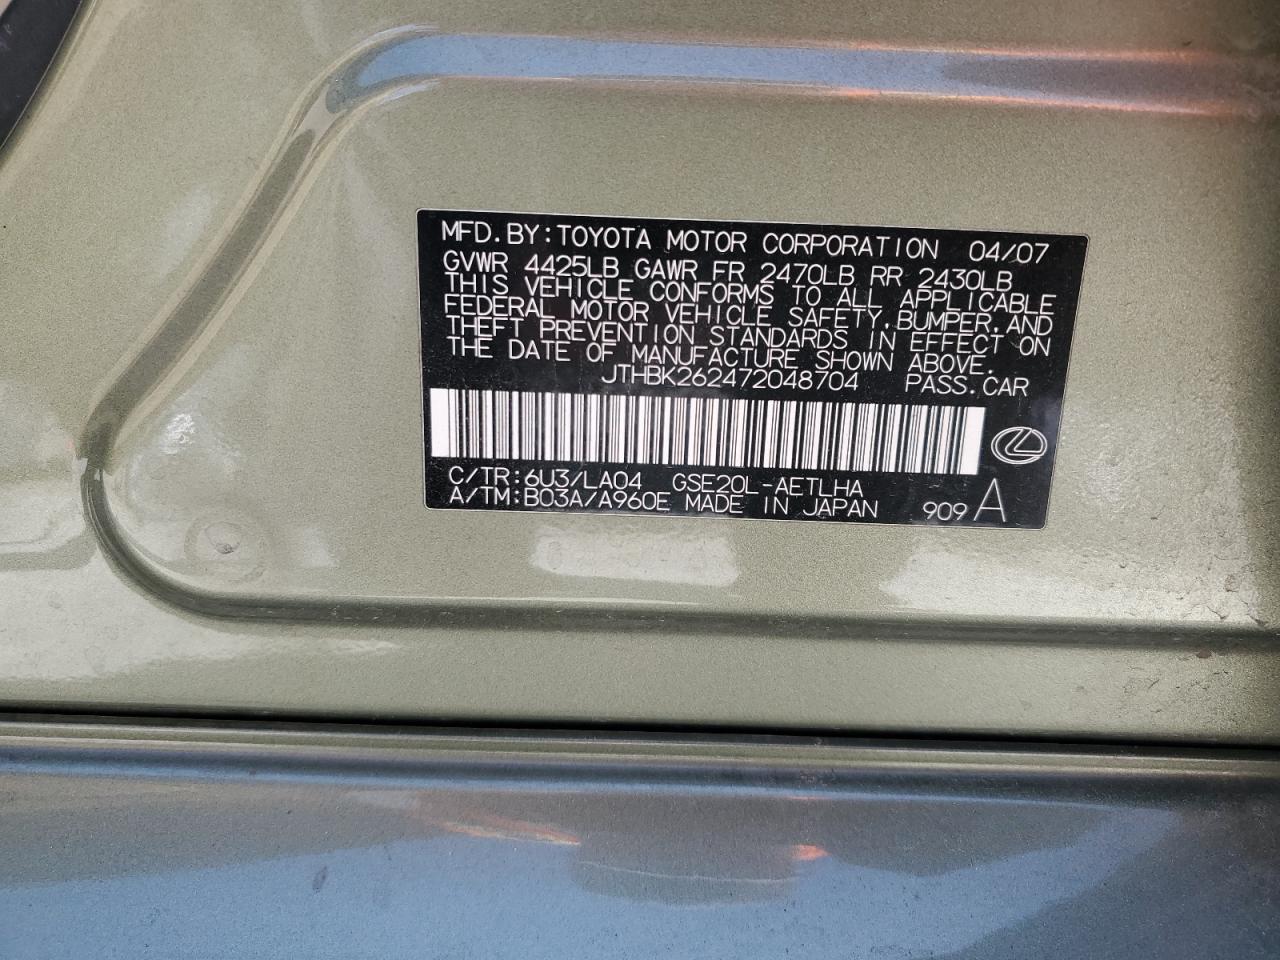 MFD.BY:TOYOTA MOTOR CORPORATION 04/07
GVWR 4425LB GAWR FR 2470LB RR 2430LB
THIS VEHICLE CONFORMS TO ALL APPLICABLE
FEDERAL MOTOR VEHICLE SAFETY,BUMPER,AND
THEFT PREVENTION STANDARDS IN EFFECT ON
THE DATE OF MANUFACTURE SHOWN ABOVE.
JTHBK262472048704 PASS.CAR
C/TR:6U3/LA04 GSE20L-AETLHA
A/TM:B03A/A960E MADE IN JAPAN 909 A